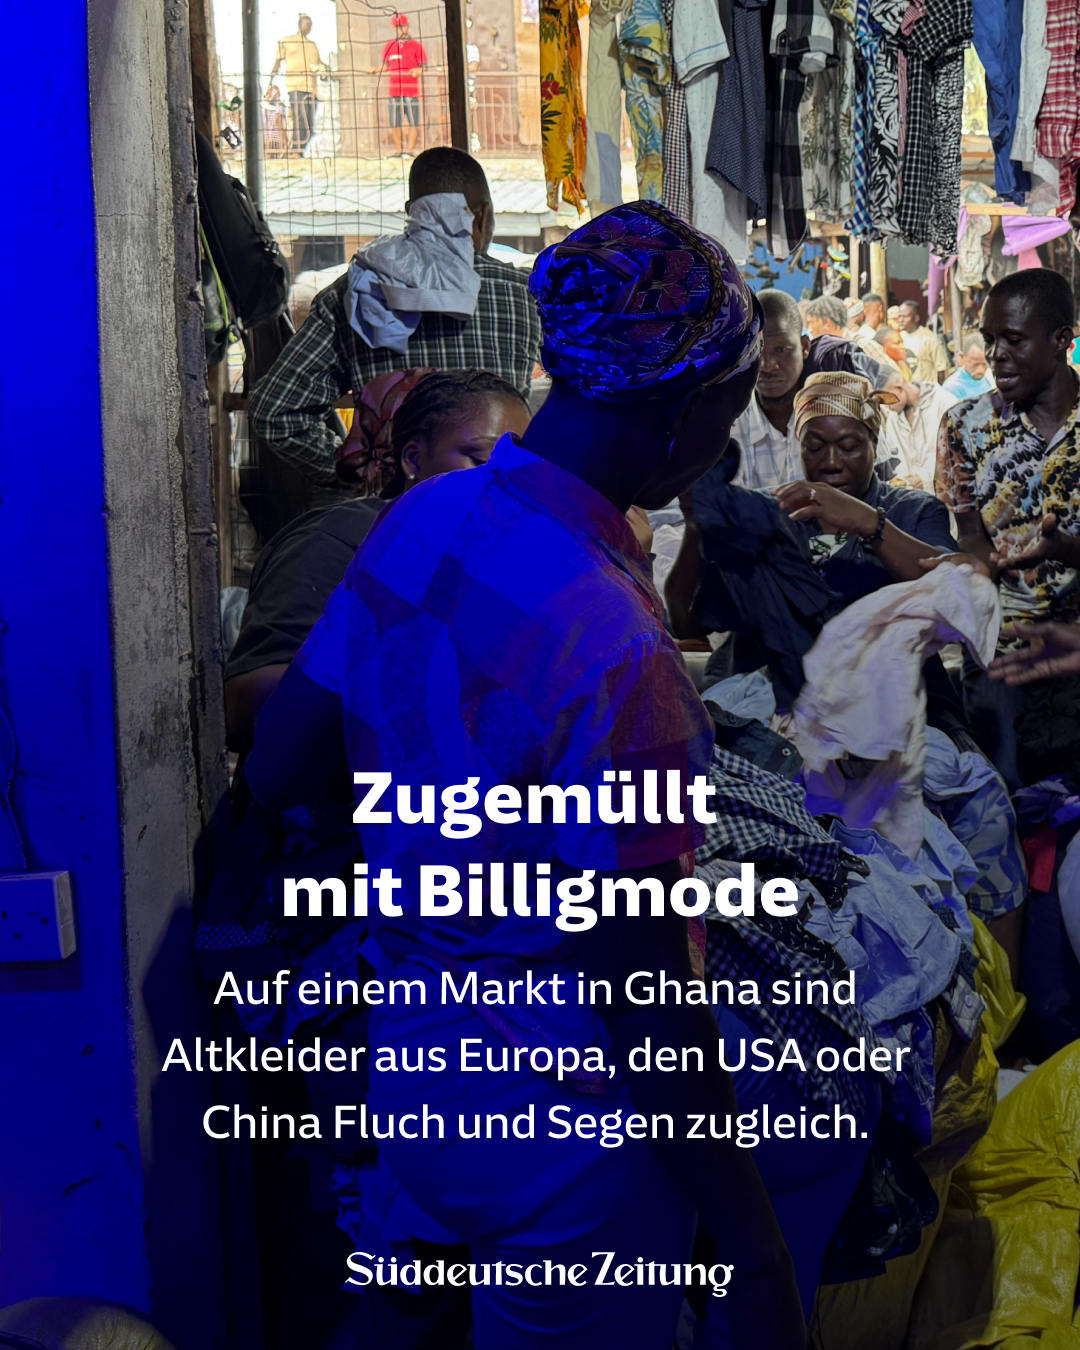 Zugemüllt
mit Billigmode
Auf einem Markt in Ghana sind
Altkleider aus Europa, den USA oder
China Fluch und Segen zugleich.
Süddeutsche Zeitung